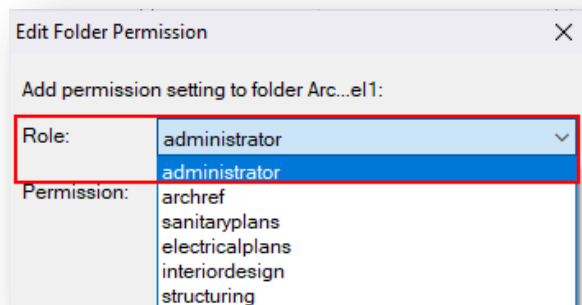 Edit Folder Permission
Add permission setting to folder Arc...el1:
Role:
administrator
administrator
Permission:
archref
sanitaryplans
electricalplans
interiordesign
structuring